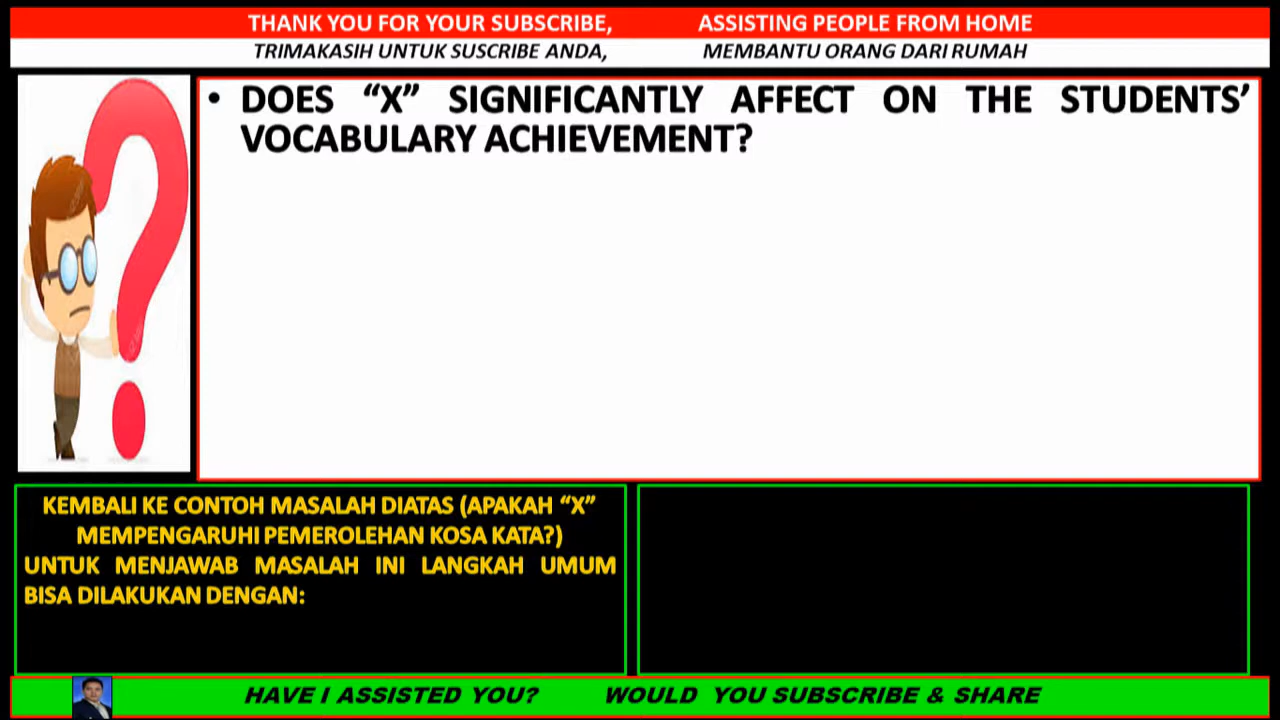 THANK YOU FOR YOUR SUBSCRIBE, ASSISTING PEOPLE FROM HOME
TRIMAKASIH UNTUK SUSCRIBE ANDA, MEMBANTU ORANG DARI RUMAH
• DOES “X” SIGNIFICANTLY AFFECT ON THE STUDENTS’
VOCABULARY ACHIEVEMENT?
KEMBALI KE CONTOH MASALAH DIATAS (APAKAH “X”
MEMPENGARUHI PEMEROLEHAN KOSA KATA?)
UNTUK MENJAWAB MASALAH INI LANGKAH UMUM
BISA DILAKUKAN DENGAN:
HAVE I ASSISTED YOU? WOULD YOU SUBSCRIBE & SHARE